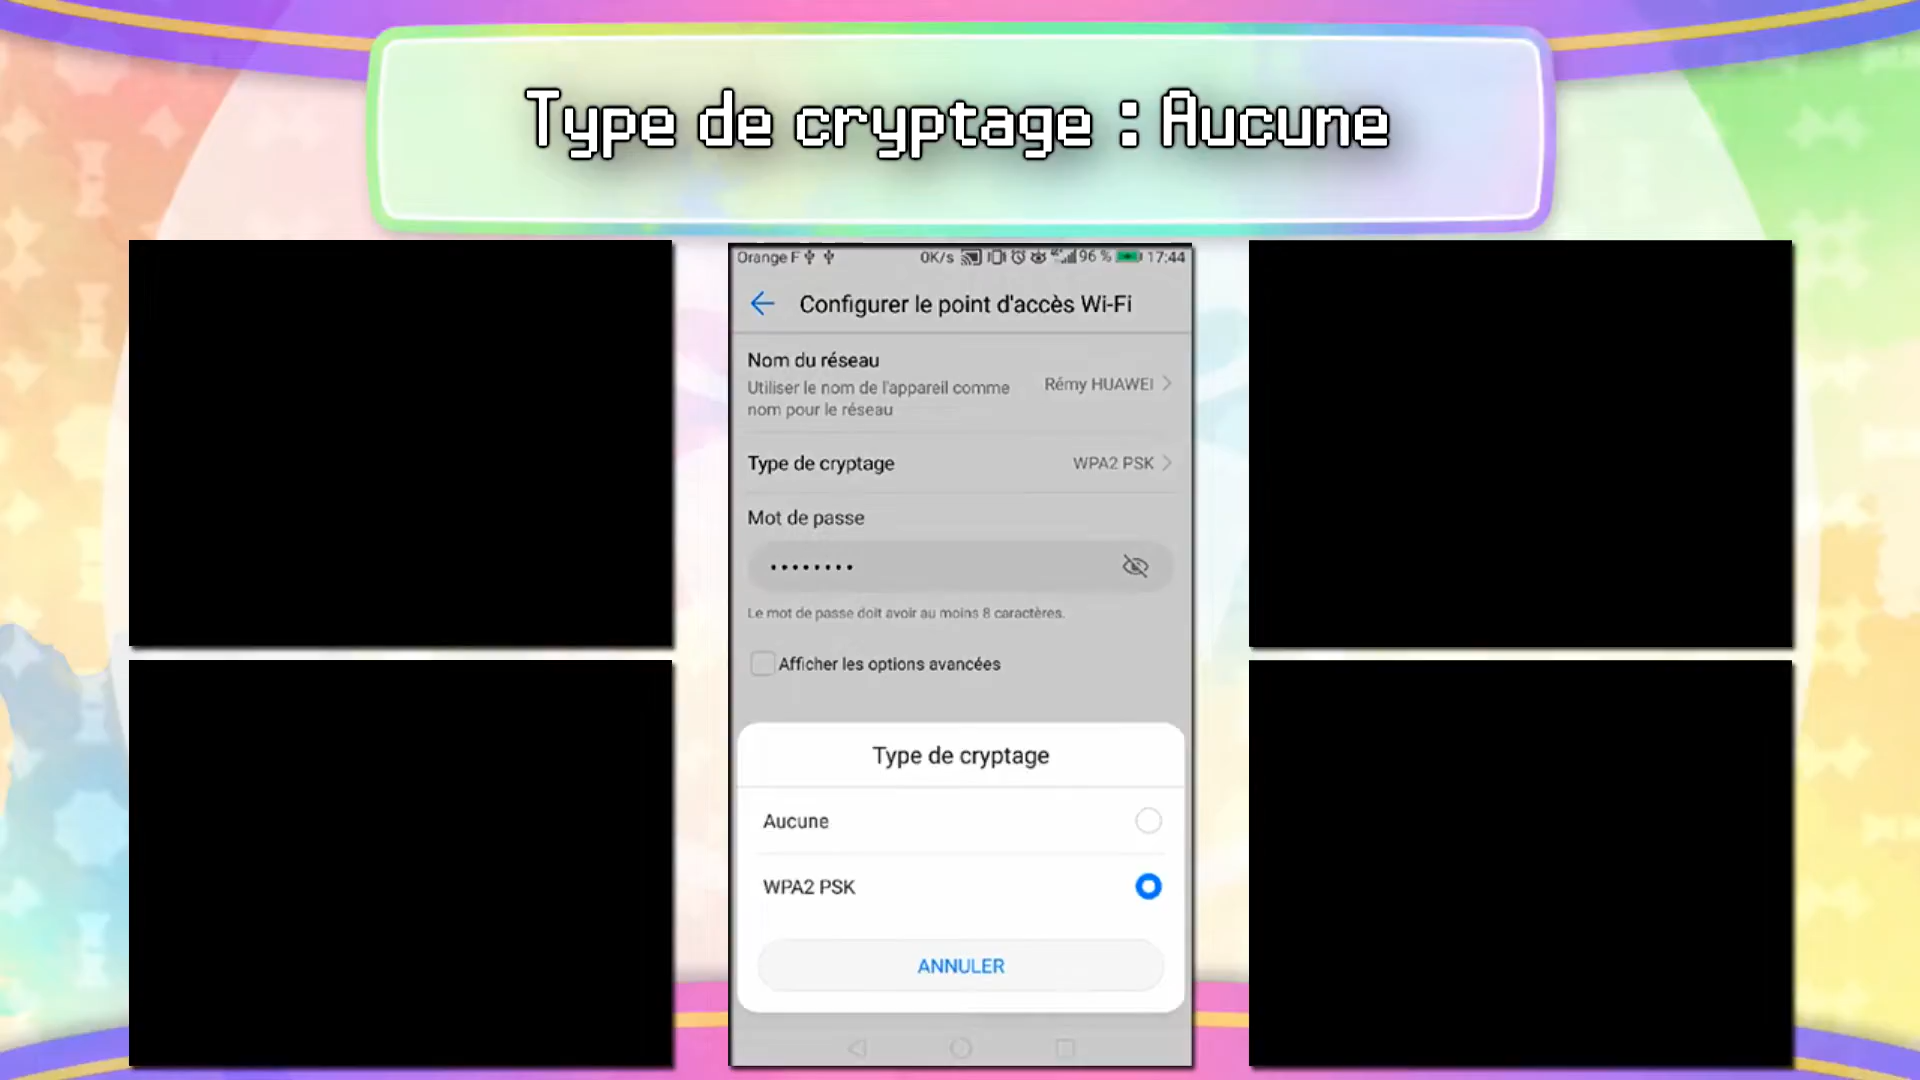 Type de cryptage : Aucune
Orange F 0K/s 96 % 17:44
Configurer le point d'accès Wi-Fi
Nom du réseau
Utiliser le nom de l'appareil comme
nom pour le réseau
Rémy HUAWEI
Type de cryptage WPA2 PSK
Mot de passe
••••••••
Le mot de passe doit avoir au moins 8 caractères.
Afficher les options avancées
Type de cryptage
Aucune
WPA2 PSK
ANNULER